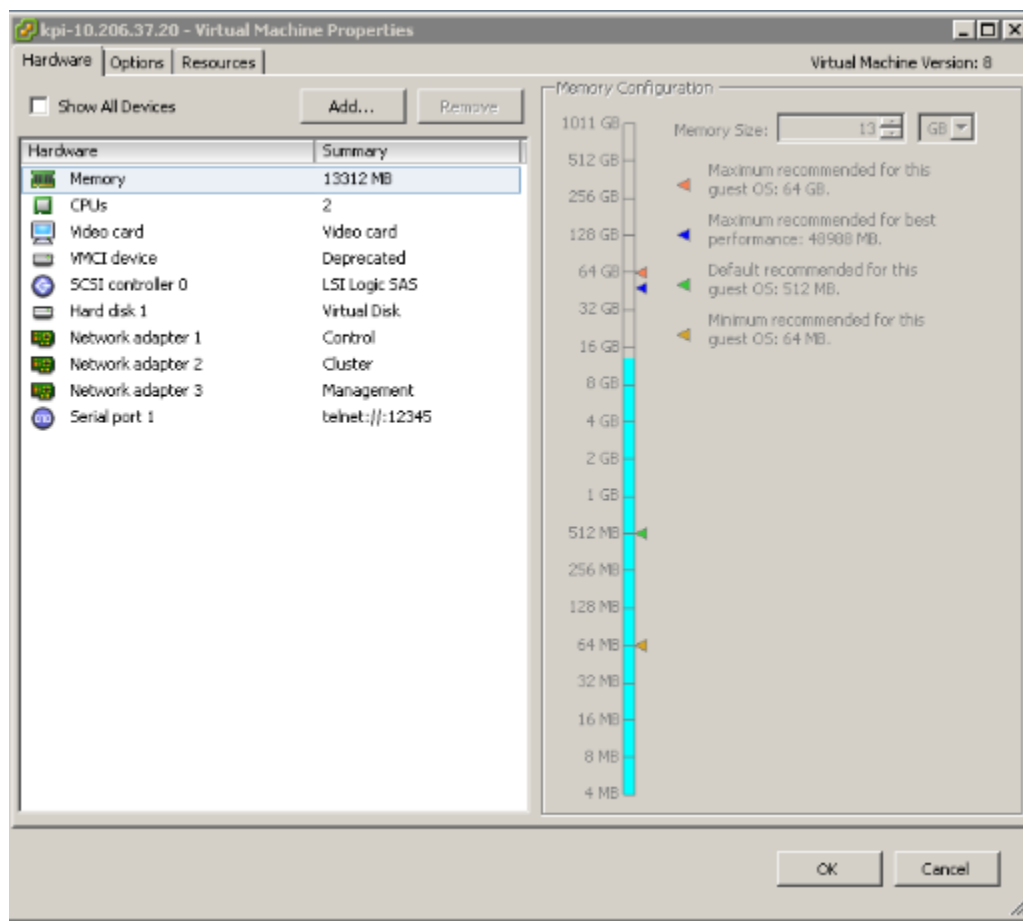 kpi-10.206.37.20 - Virtual Machine Properties
Hardware Options Resources
Virtual Machine Version: 8
Show All Devices
Add...
Remove
Hardware Summary
Memory 13312 MB
CPUs 2
Video card Video card
VMCI device Deprecated
SCSI controller 0 LSI Logic SAS
Hard disk 1 Virtual Disk
Network adapter 1 Control
Network adapter 2 Cluster
Network adapter 3 Management
Serial port 1 telnet://:12345
Memory Configuration
Memory Size: 13 GB
1011 GB
512 GB
256 GB
128 GB
64 GB
32 GB
16 GB
8 GB
4 GB
2 GB
1 GB
512 MB
256 MB
128 MB
64 MB
32 MB
16 MB
8 MB
4 MB
Maximum recommended for this
guest OS: 64 GB.
Maximum recommended for best
performance: 48988 MB.
Default recommended for this
guest OS: 512 MB.
Minimum recommended for this
guest OS: 64 MB.
OK
Cancel